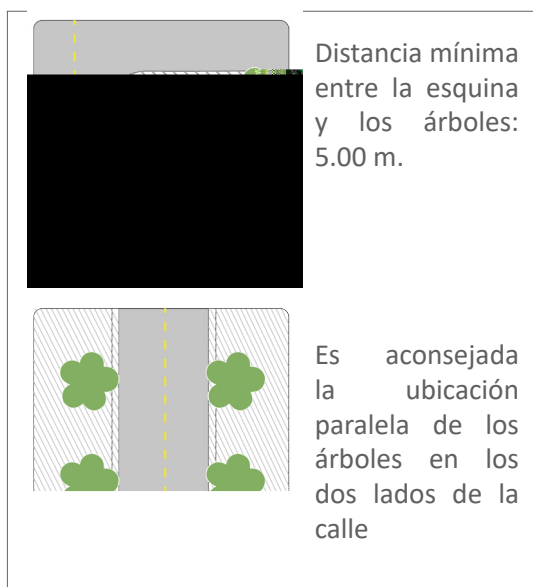 Distancia mínima
entre la esquina
y los árboles:
5.00 m.
Es aconsejada
la ubicación
paralela de los
árboles en los
dos lados de la
calle